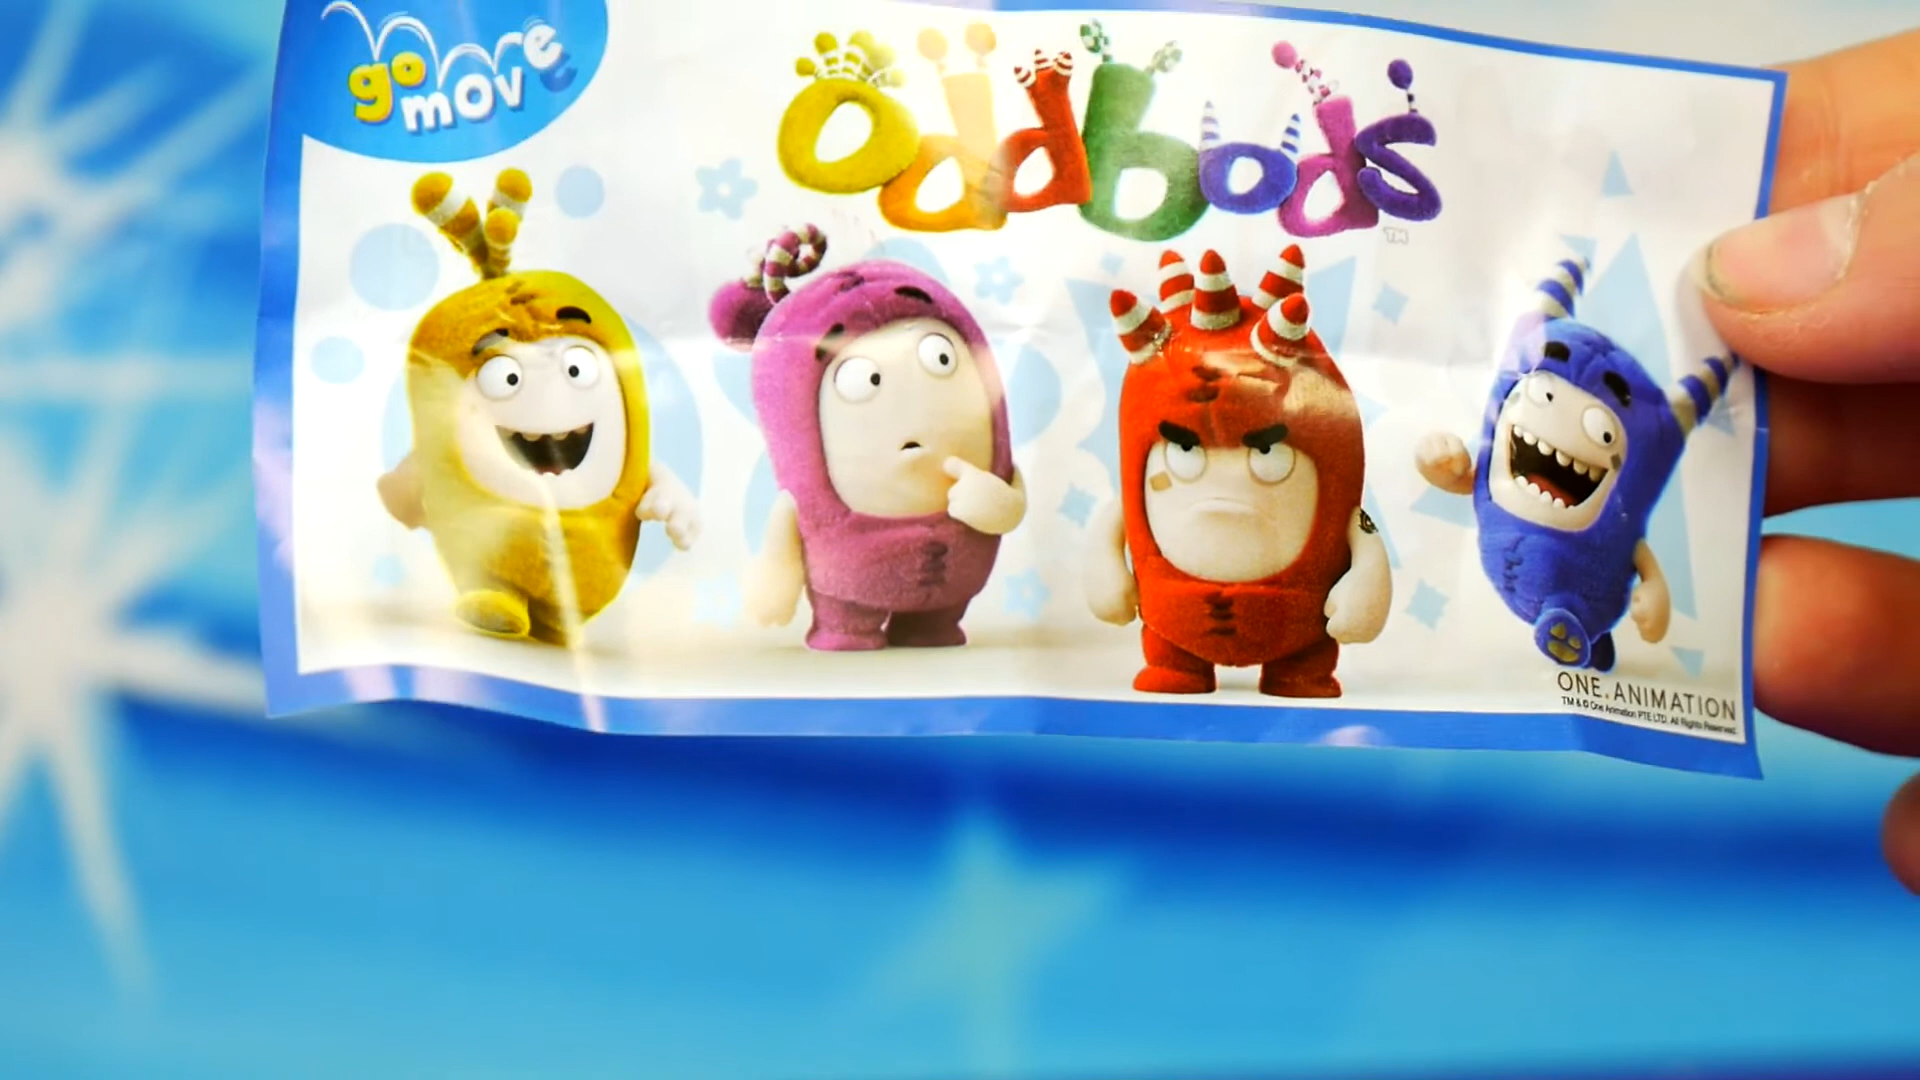 go
move
Oddbods
TM
ONE.ANIMATION
TM & © One Animation PTE LTD. All Rights Reserved.